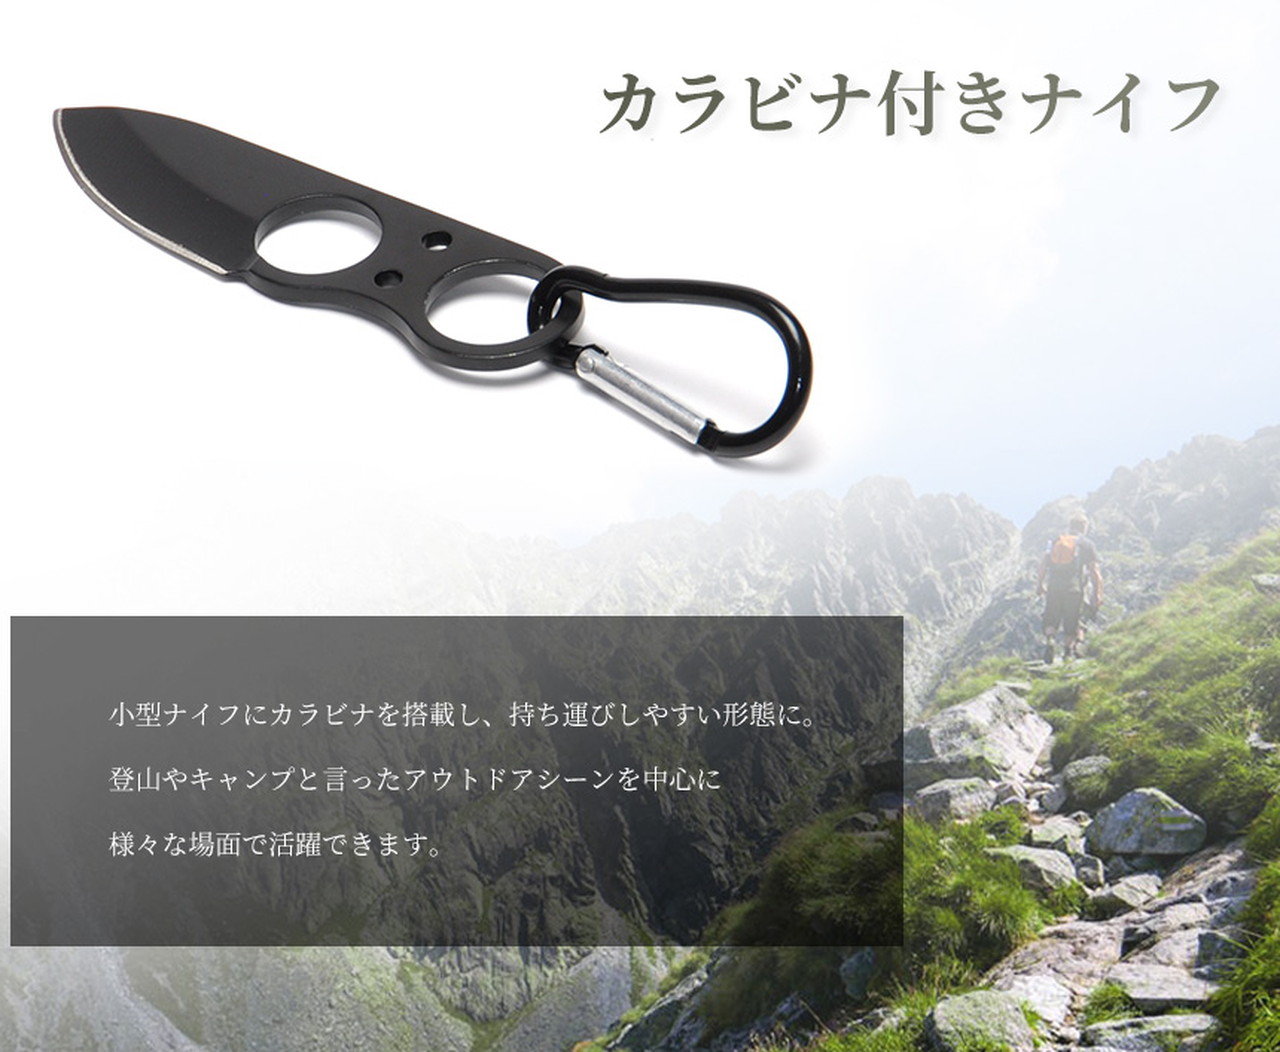 カラビナ付きナイフ
小型ナイフにカラビナを搭載し、持ち運びしやすい形態に。
登山やキャンプと言ったアウトドアシーンを中心に
様々な場面で活躍できます。